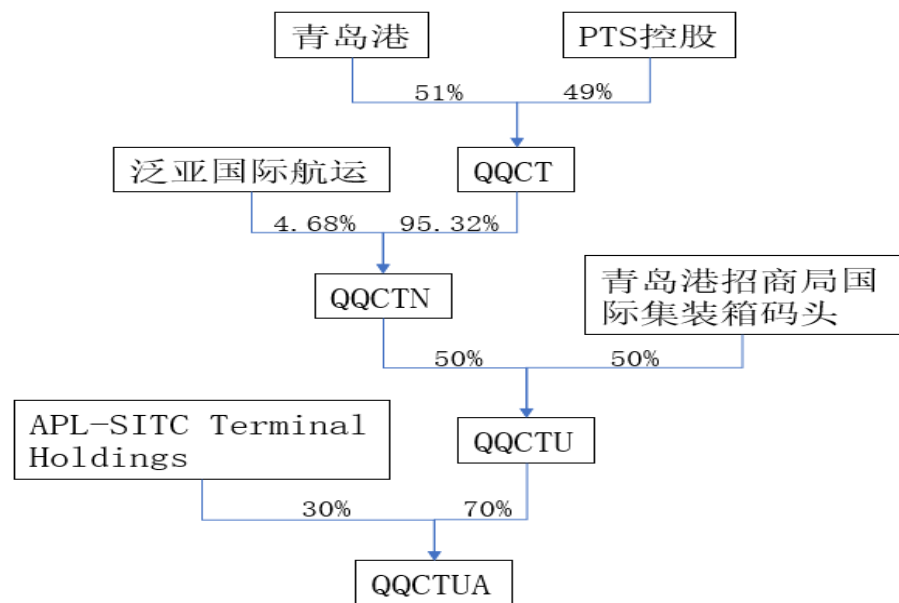 青岛港
PTS控股
51%
49%
泛亚国际航运
QQCT
4.68%
95.32%
QQCTN
青岛港招商局国
际集装箱码头
50%
50%
APL-SITC Terminal
Holdings
QQCTU
30%
70%
QQCTUA